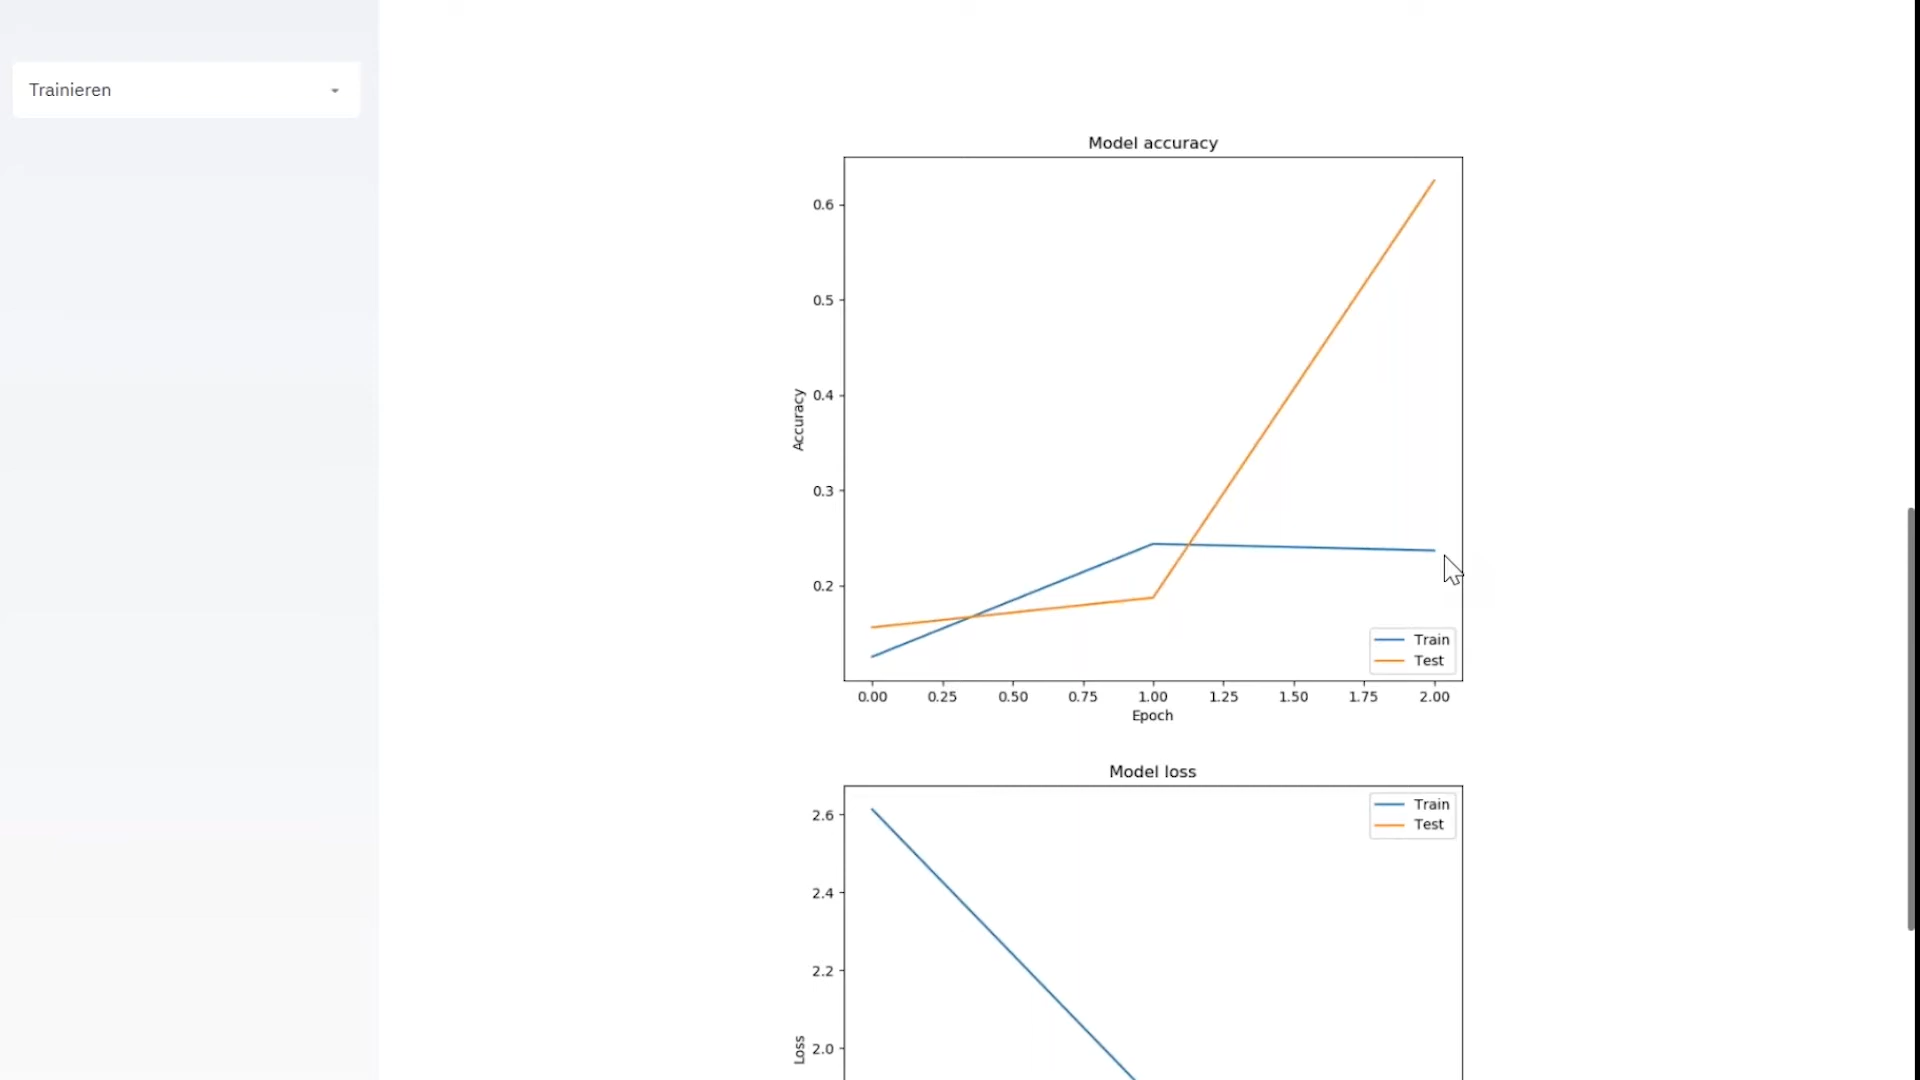 Trainieren
Model accuracy
0.6
0.5
0.4
0.3
0.2
Accuracy
Train
Test
0.00 0.25 0.50 0.75 1.00 1.25 1.50 1.75 2.00
Epoch
Model loss
Train
Test
2.6
2.4
2.2
2.0
Loss